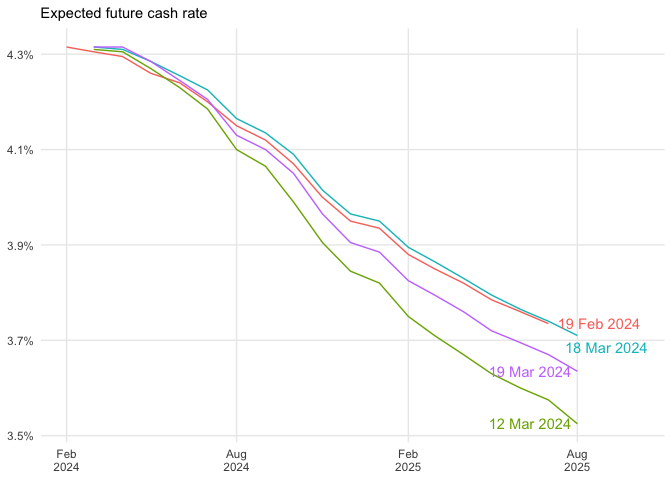 Expected future cash rate
4.3%
4.1%
3.9%
3.7%
3.5%
19 Feb 2024
18 Mar 2024
19 Mar 2024
12 Mar 2024
Feb
2024
Aug
2024
Feb
2025
Aug
2025